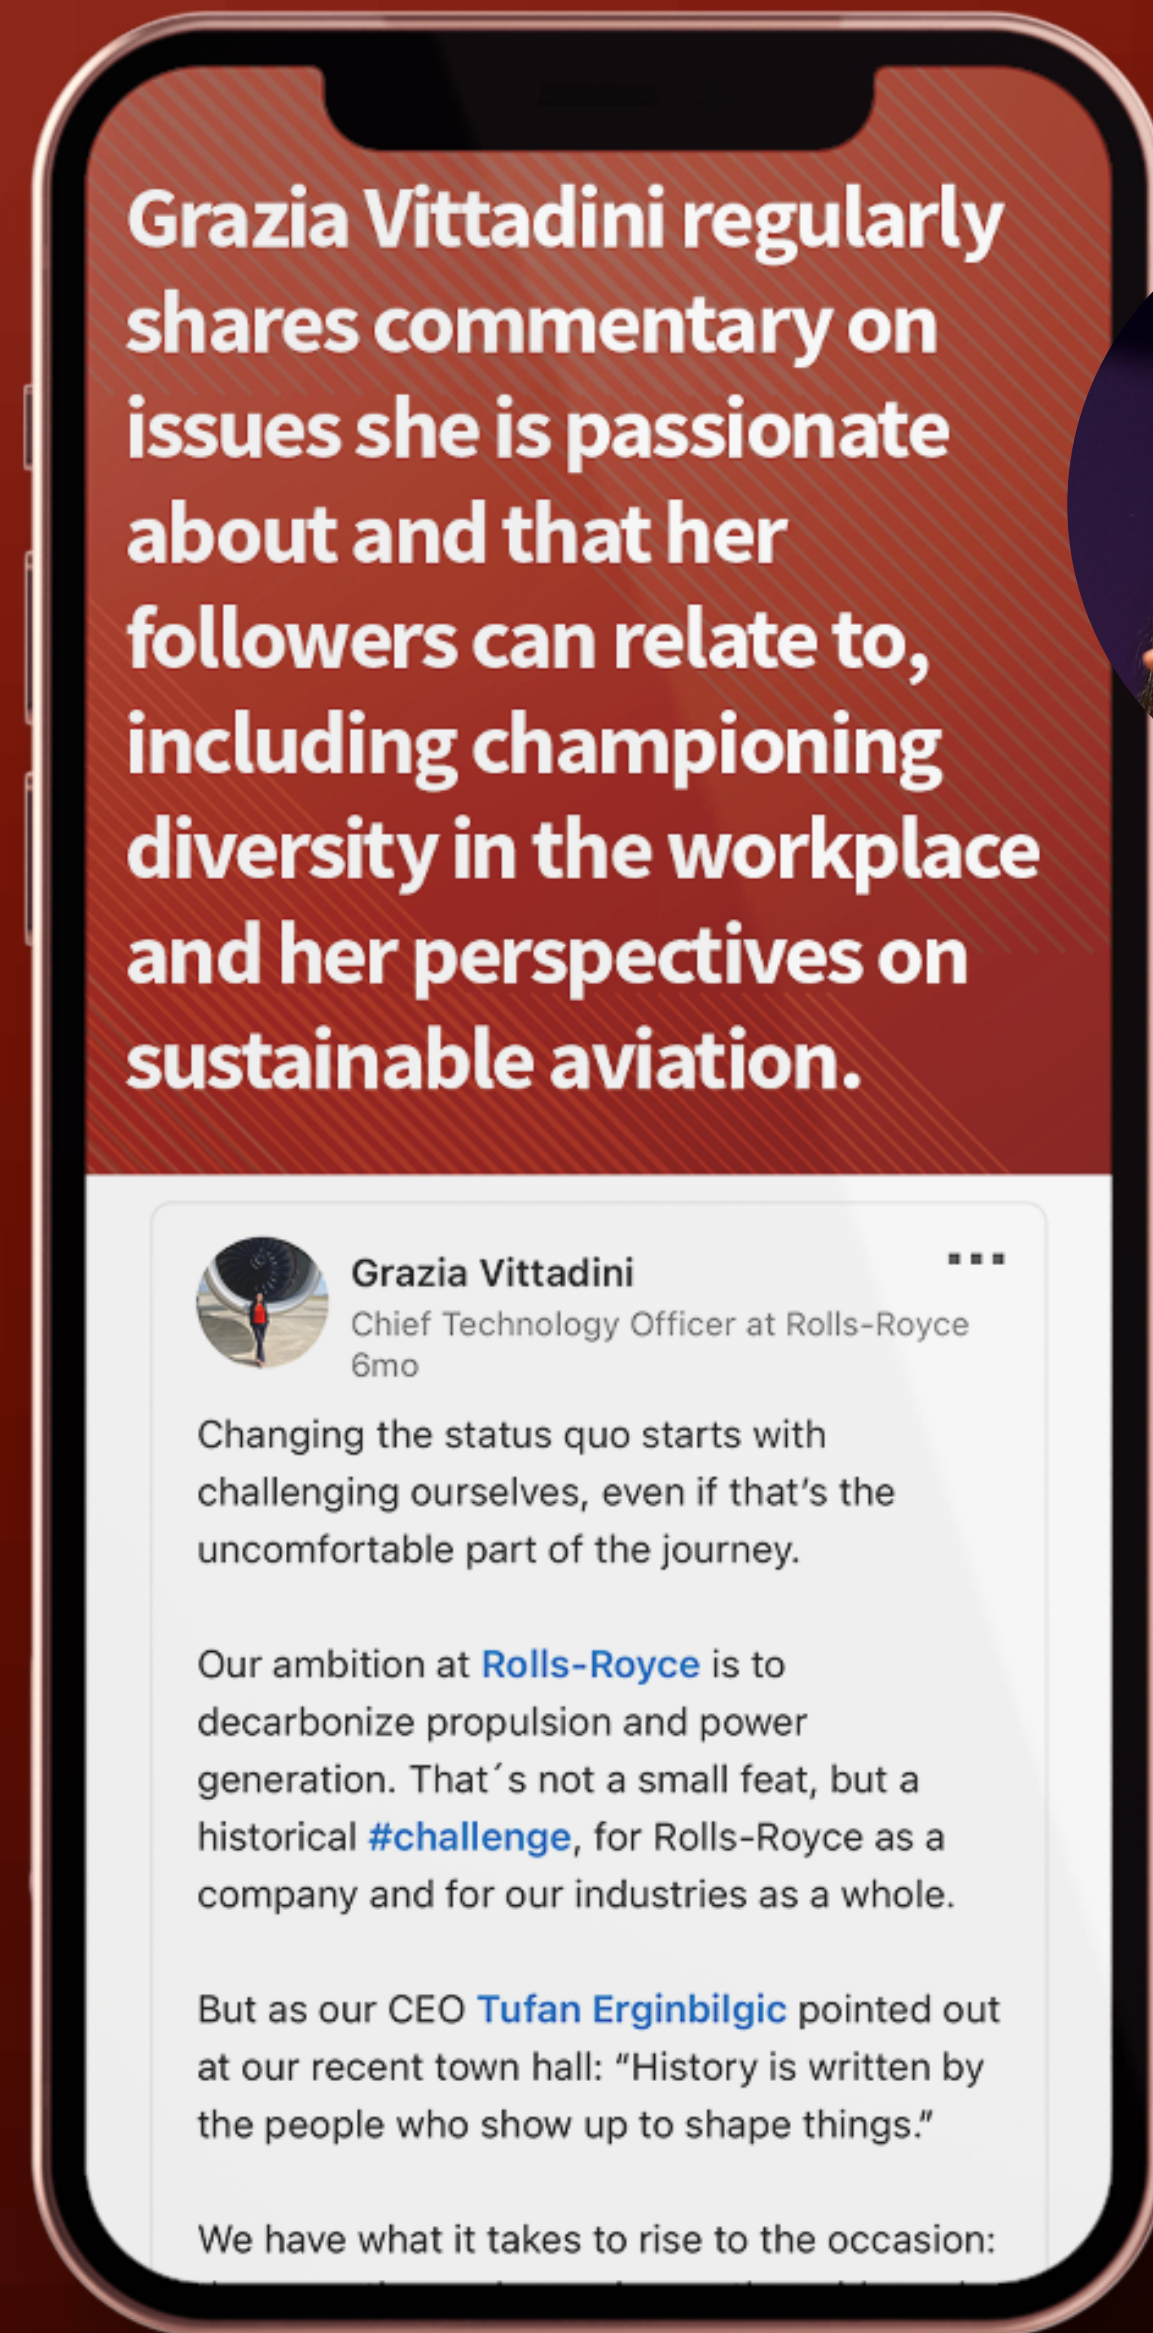 Grazia Vittadini regularly
shares commentary on
issues she is passionate
about and that her
followers can relate to,
including championing
diversity in the workplace
and her perspectives on
sustainable aviation.
Grazia Vittadini
Chief Technology Officer at Rolls-Royce
6mo
Changing the status quo starts with
challenging ourselves, even if that’s the
uncomfortable part of the journey.
Our ambition at Rolls-Royce is to
decarbonize propulsion and power
generation. That´s not a small feat, but a
historical #challenge, for Rolls-Royce as a
company and for our industries as a whole.
But as our CEO Tufan Erginbilgic pointed out
at our recent town hall: “History is written by
the people who show up to shape things.”
We have what it takes to rise to the occasion: